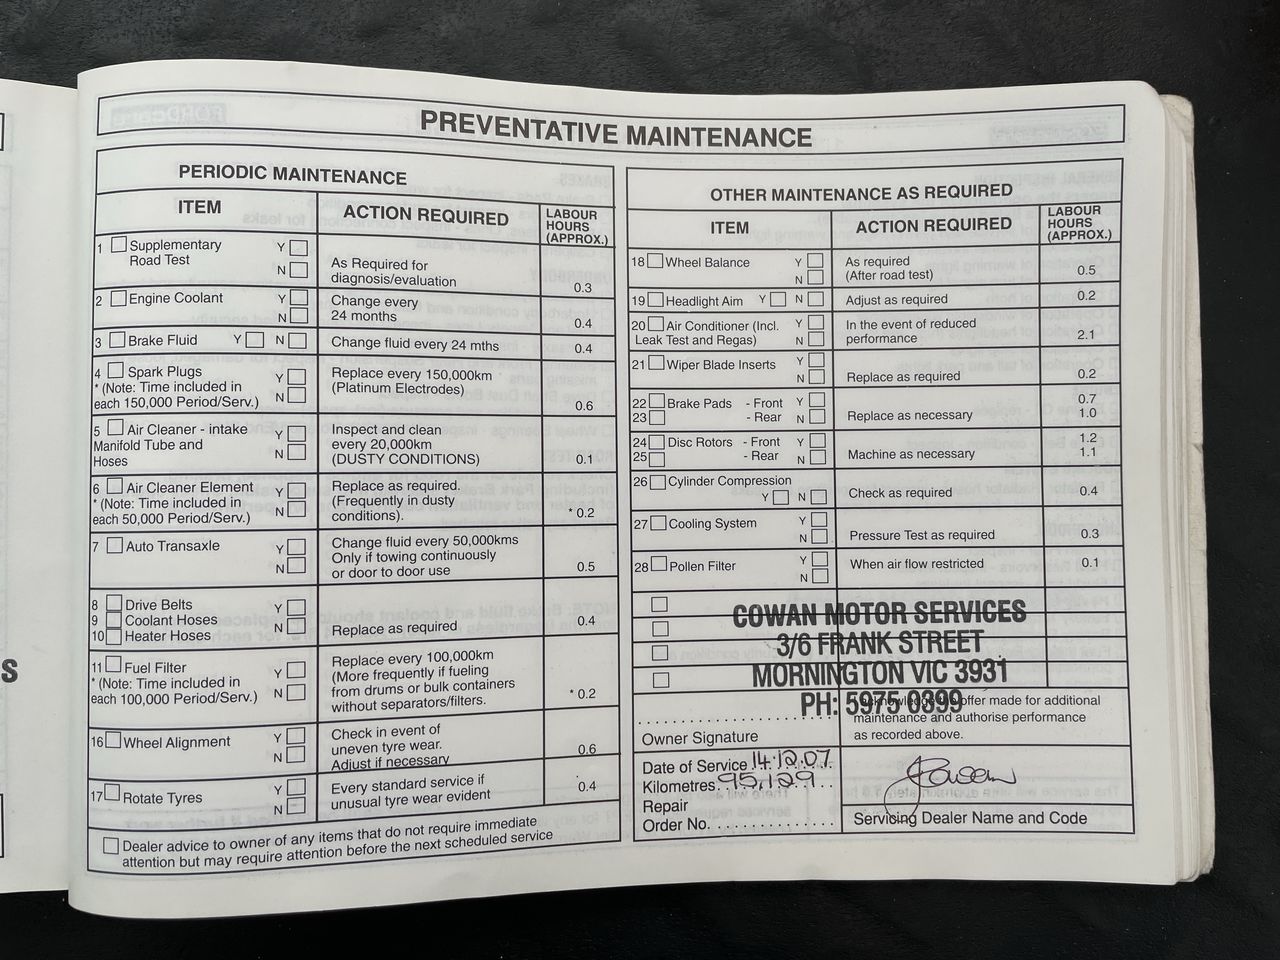 PREVENTATIVE MAINTENANCE
PERIODIC MAINTENANCE
ITEM
ACTION REQUIRED
LABOUR
HOURS
(APPROX.)
1 Supplementary Y
Road Test N
As Required for
diagnosis/evaluation
0.3
2 Engine Coolant Y
N
Change every
24 months
0.4
3 Brake Fluid Y N
Change fluid every 24 mths
0.4
4 Spark Plugs Y
* (Note: Time included in N
each 150,000 Period/Serv.)
Replace every 150,000km
(Platinum Electrodes)
0.6
5 Air Cleaner - intake Y
Manifold Tube and N
Hoses
Inspect and clean
every 20,000km
(DUSTY CONDITIONS)
0.1
6 Air Cleaner Element Y
* (Note: Time included in N
each 50,000 Period/Serv.)
Replace as required.
(Frequently in dusty
conditions).
* 0.2
7 Auto Transaxle Y
N
Change fluid every 50,000kms
Only if towing continuously
or door to door use
0.5
8 Drive Belts
9 Coolant Hoses
10 Heater Hoses
Replace as required
0.4
11 Fuel Filter Y
* (Note: Time included in N
each 100,000 Period/Serv.)
Replace every 100,000km
(More frequently if fueling
from drums or bulk containers
without separators/filters.
* 0.2
16 Wheel Alignment Y
N
Check in event of
uneven tyre wear.
Adjust if necessary
0.6
17 Rotate Tyres Y
N
Every standard service if
unusual tyre wear evident
0.4
Dealer advice to owner of any items that do not require immediate
attention but may require attention before the next scheduled service
OTHER MAINTENANCE AS REQUIRED
ITEM
ACTION REQUIRED
LABOUR
HOURS
(APPROX.)
18 Wheel Balance Y
N
As required
(After road test)
0.5
19 Headlight Aim Y N
Adjust as required
0.2
20 Air Conditioner (Incl. Y
Leak Test and Regas) N
In the event of reduced
performance
2.1
21 Wiper Blade Inserts Y
N
Replace as required
0.2
22 Brake Pads - Front Y
23 - Rear N
Replace as necessary
0.7
1.0
24 Disc Rotors - Front Y
25 - Rear N
Machine as necessary
1.2
1.1
26 Cylinder Compression
Y N
Check as required
0.4
27 Cooling System Y
N
Pressure Test as required
0.3
28 Pollen Filter Y
N
When air flow restricted
0.1
COWAN MOTOR SERVICES
3/6 FRANK STREET
MORNINGTON VIC 3931
PH: 5975 0899
Owner Signature
acknowledge the offer made for additional
maintenance and authorise performance
as recorded above.
Date of Service 14.12.07
Kilometres 95,129
Repair
Order No.
Servicing Dealer Name and Code
S